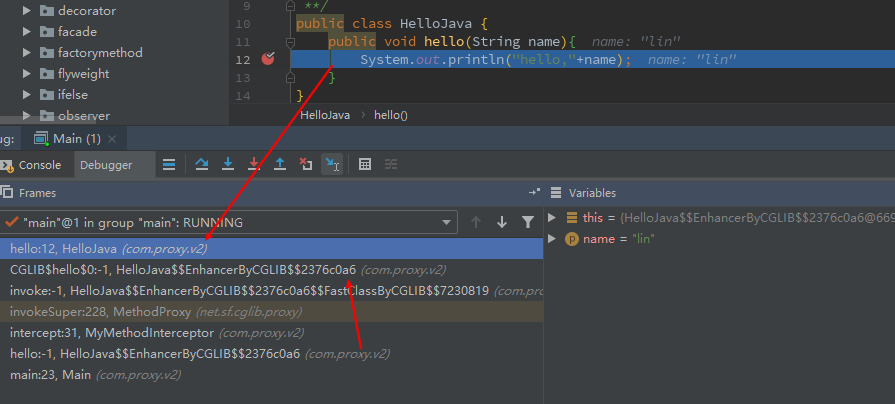 decorator
facade
factorymethod
flyweight
ifelse
observer
9 **/
10 public class HelloJava {
11 public void hello(String name){ name: "lin"
12 System.out.println("hello,"+name); name: "lin"
13 }
14 }
HelloJava › hello()
ug: Main (1) ×
Console Debugger
Frames
"main"@1 in group "main": RUNNING
hello:12, HelloJava (com.proxy.v2)
CGLIB$hello$0:-1, HelloJava$$EnhancerByCGLIB$$2376c0a6 (com.proxy.v2)
invoke:-1, HelloJava$$EnhancerByCGLIB$$2376c0a6$$FastClassByCGLIB$$7230819 (com.pro
invokeSuper:228, MethodProxy (net.sf.cglib.proxy)
intercept:31, MyMethodInterceptor (com.proxy.v2)
hello:-1, HelloJava$$EnhancerByCGLIB$$2376c0a6 (com.proxy.v2)
main:23, Main (com.proxy.v2)
Variables
this = {HelloJava$$EnhancerByCGLIB$$2376c0a6@669
name = "lin"